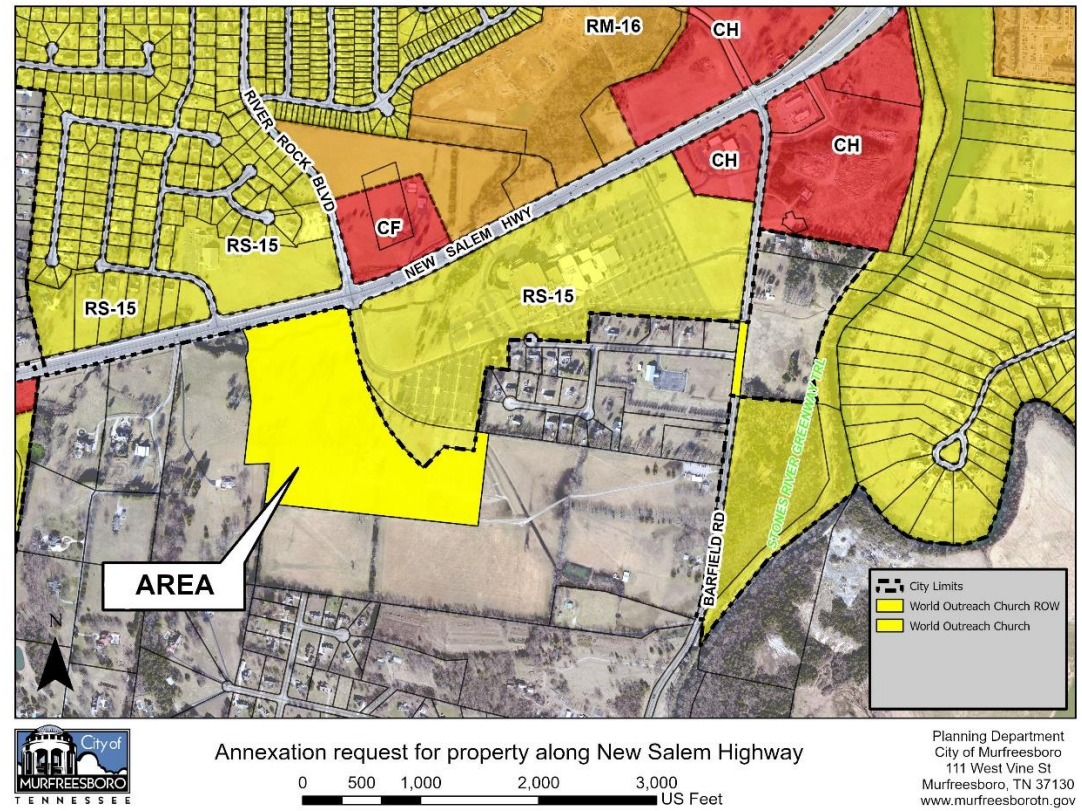 RM-16
CH
CH
CH
RIVER ROCK BLVD
CF
NEW SALEM HWY
RS-15
RS-15
RS-15
STONES RIVER GREENWAY TRL
BARFIELD RD
AREA
N
City Limits
World Outreach Church ROW
World Outreach Church
City of
MURFREESBORO
TENNESSEE
Annexation request for property along New Salem Highway
0 500 1,000 2,000 3,000
US Feet
Planning Department
City of Murfreesboro
111 West Vine St
Murfreesboro, TN 37130
www.murfreesborotn.gov